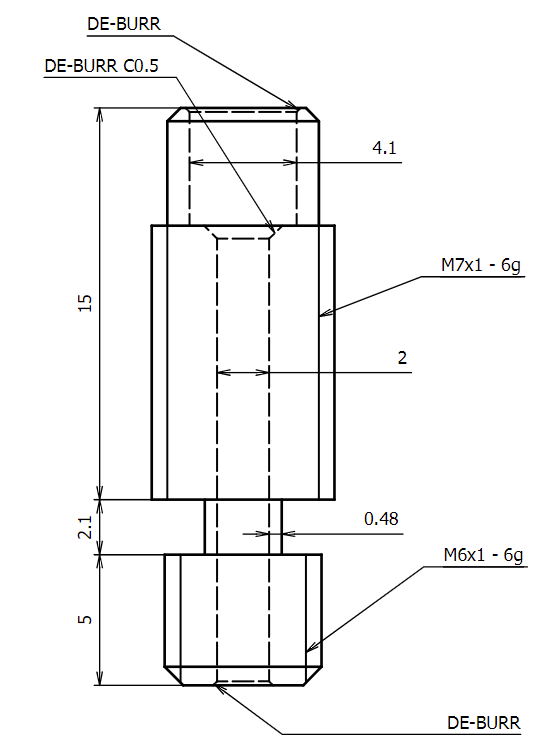 DE-BURR
DE-BURR C0.5
4.1
M7x1 - 6g
15
2
0.48
2.1
M6x1 - 6g
5
DE-BURR